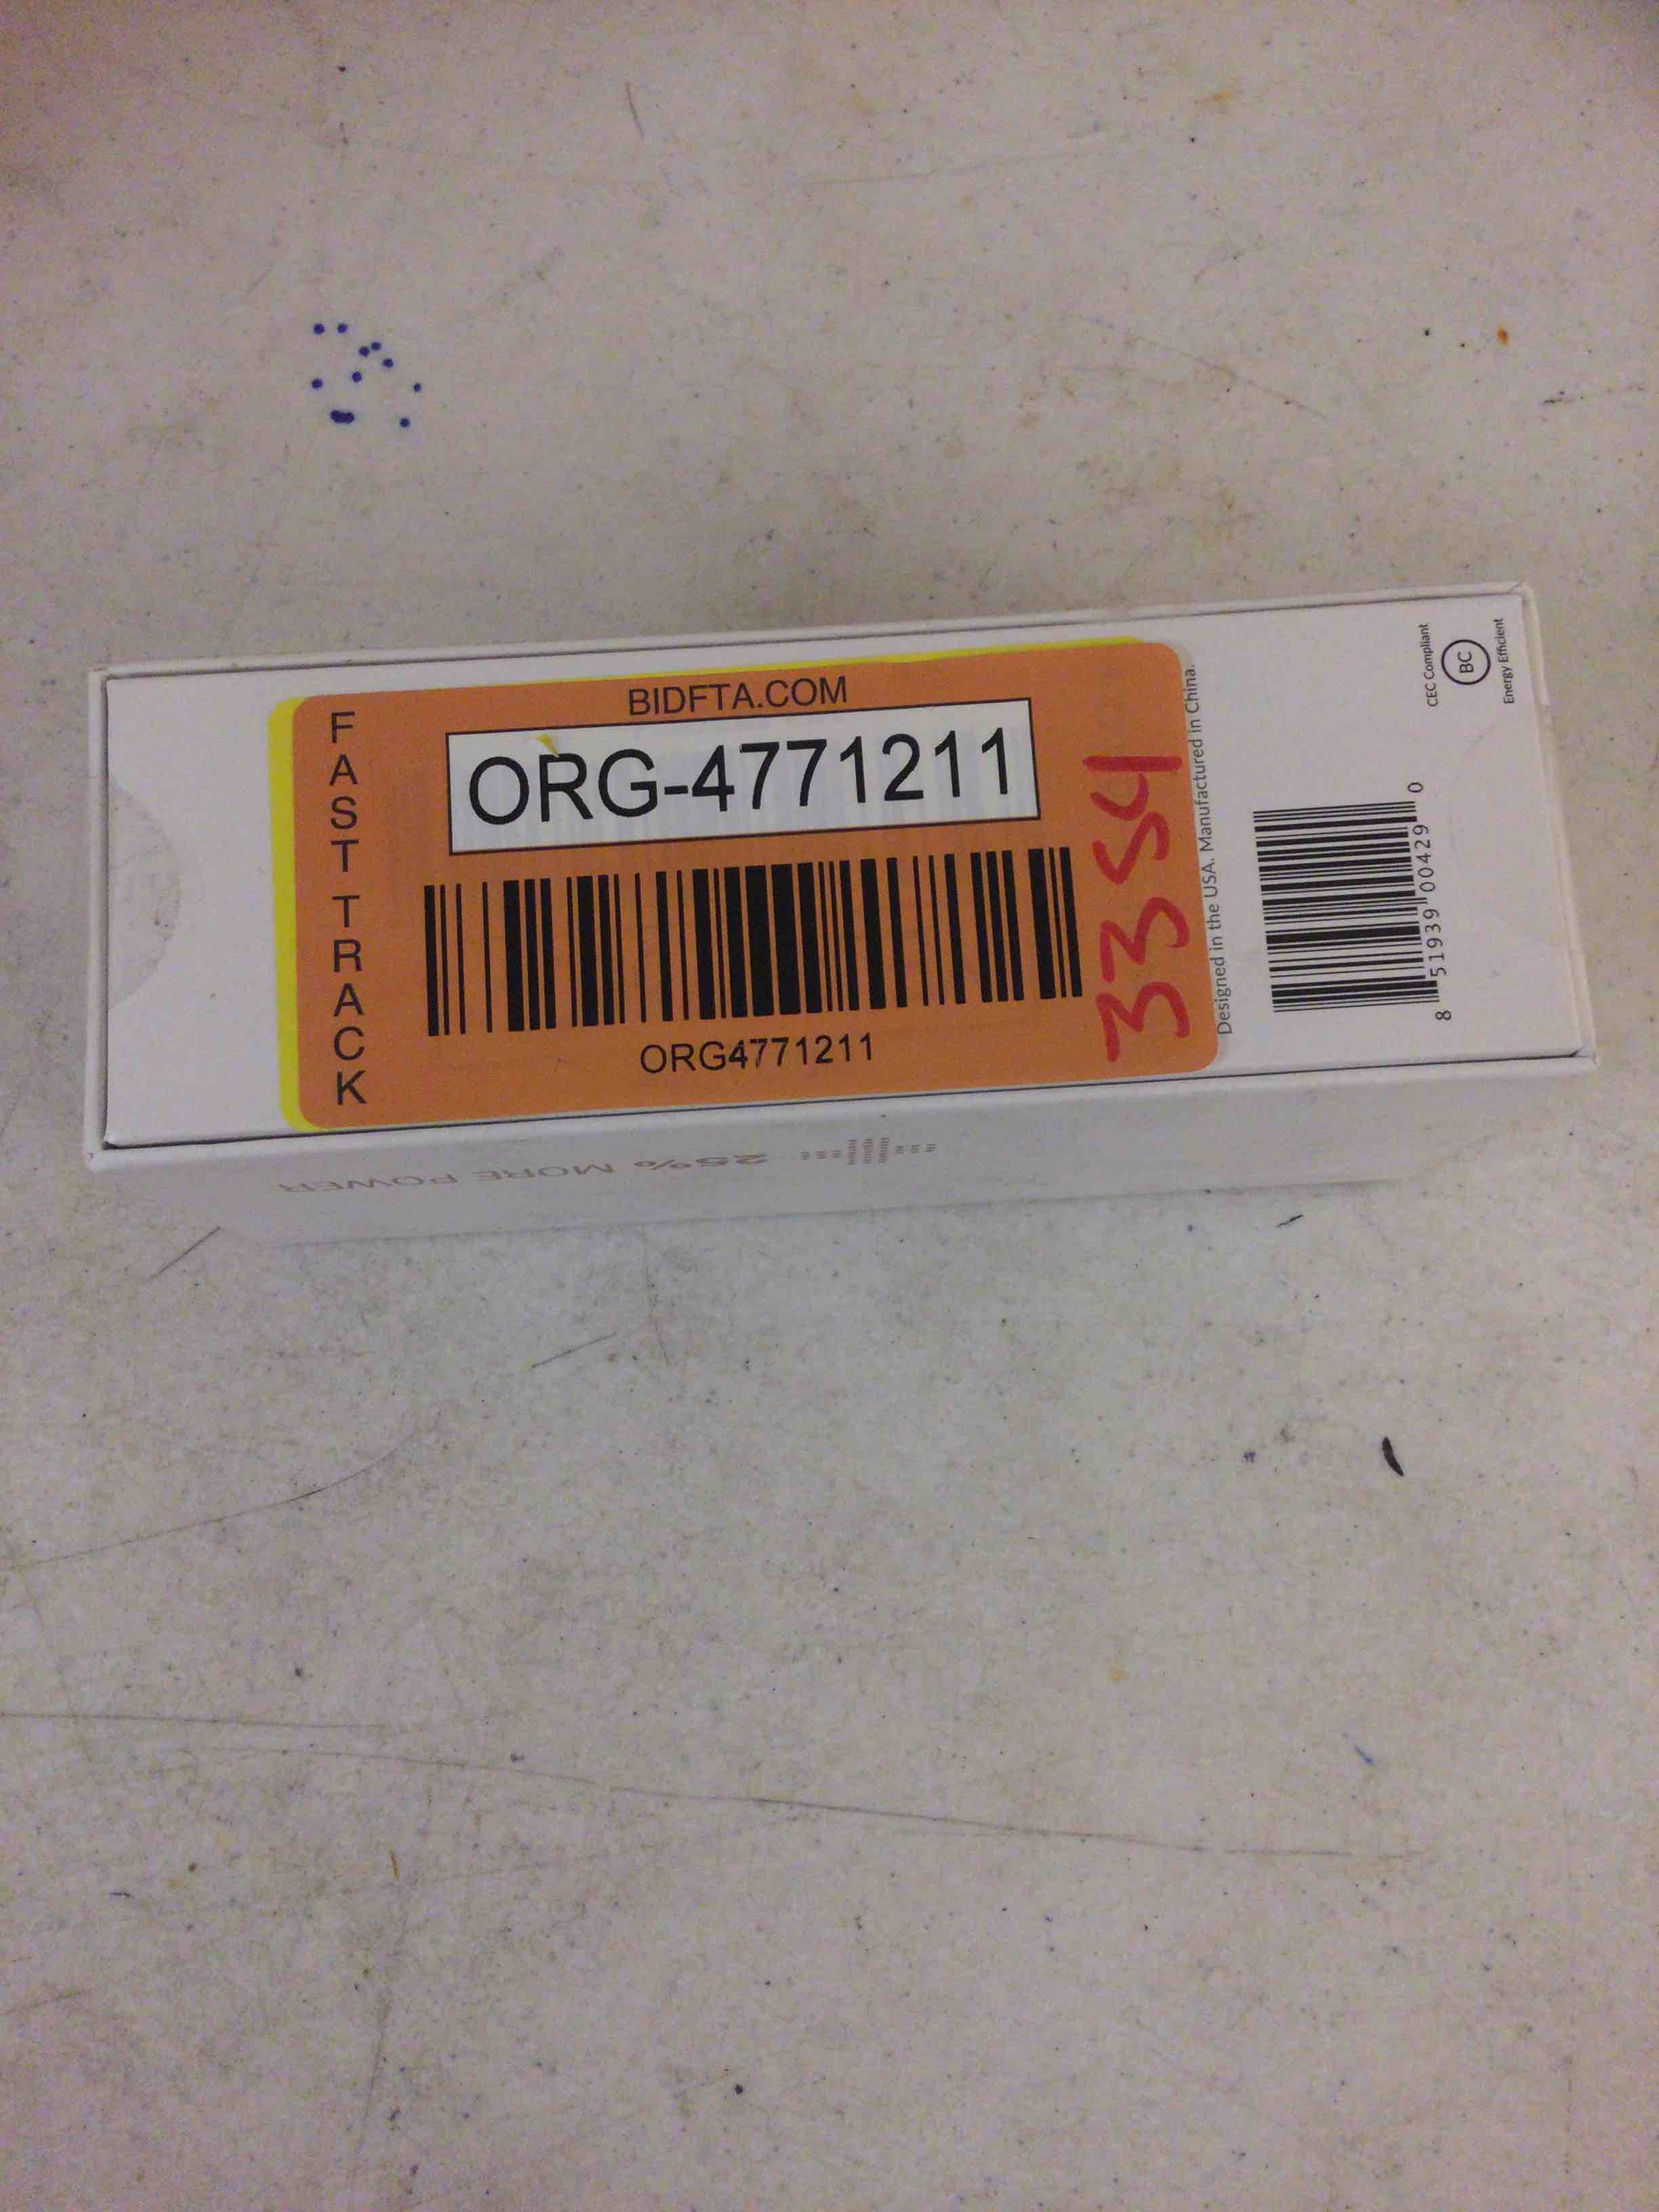 BIDFTA.COM
FAST TRACK
ORG-4771211
ORG4771211
3354
Designed in the USA. Manufactured in China.
8 51939 00429 0
CEC Compliant
BC
Energy Efficient
25% MORE POWER